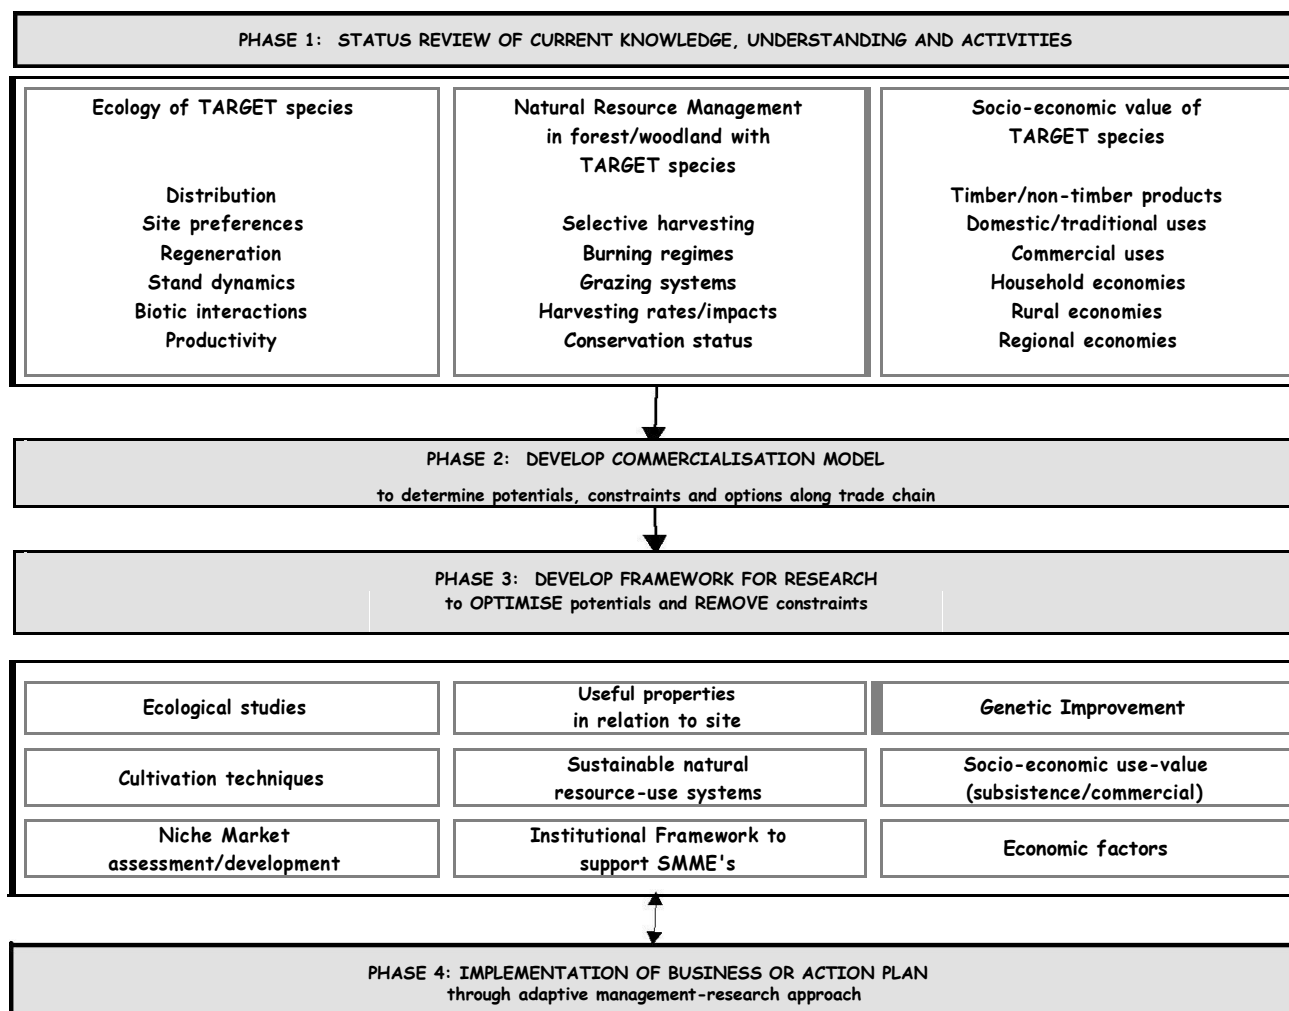 PHASE 1: STATUS REVIEW OF CURRENT KNOWLEDGE, UNDERSTANDING AND ACTIVITIES
Ecology of TARGET species
Distribution
Site preferences
Regeneration
Stand dynamics
Biotic interactions
Productivity
Natural Resource Management
in forest/woodland with
TARGET species
Selective harvesting
Burning regimes
Grazing systems
Harvesting rates/impacts
Conservation status
Socio-economic value of
TARGET species
Timber/non-timber products
Domestic/traditional uses
Commercial uses
Household economies
Rural economies
Regional economies
PHASE 2: DEVELOP COMMERCIALISATION MODEL
to determine potentials, constraints and options along trade chain
PHASE 3: DEVELOP FRAMEWORK FOR RESEARCH
to OPTIMISE potentials and REMOVE constraints
Ecological studies
Useful properties
in relation to site
Genetic Improvement
Cultivation techniques
Sustainable natural
resource-use systems
Socio-economic use-value
(subsistence/commercial)
Niche Market
assessment/development
Institutional Framework to
support SMME's
Economic factors
PHASE 4: IMPLEMENTATION OF BUSINESS OR ACTION PLAN
through adaptive management-research approach